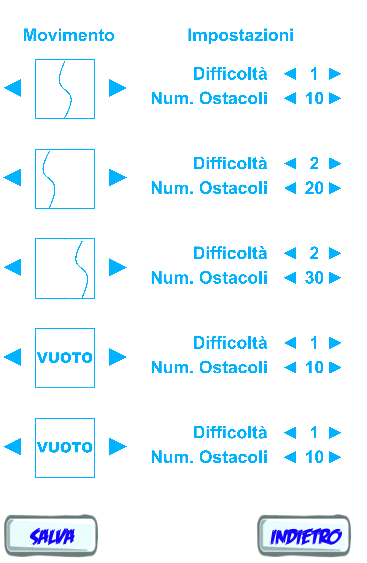 Movimento Impostazioni
Difficoltà 1
Num. Ostacoli 10
Difficoltà 2
Num. Ostacoli 20
Difficoltà 2
Num. Ostacoli 30
VUOTO
Difficoltà 1
Num. Ostacoli 10
VUOTO
Difficoltà 1
Num. Ostacoli 10
SALVA INDIETRO